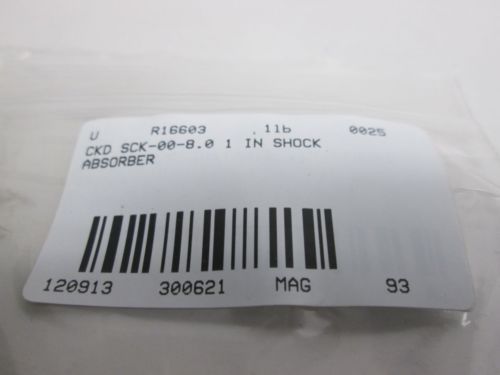 U R16603 .1lb 0025
CKD SCK-00-8.0 1 IN SHOCK
ABSORBER
120913 300621 MAG 93